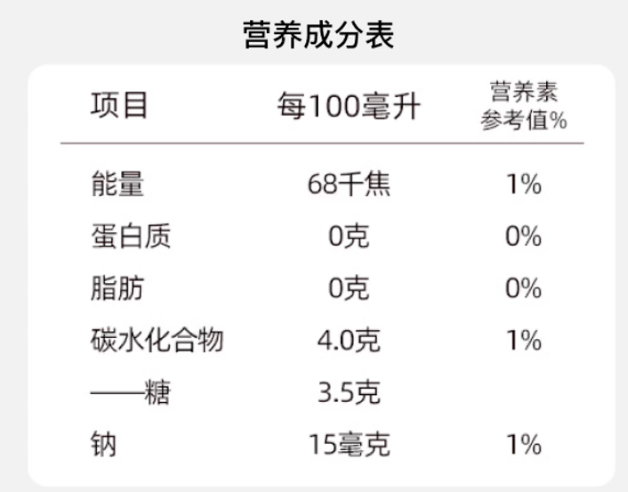 营养成分表
项目 每100毫升 营养素参考值%
能量 68千焦 1%
蛋白质 0克 0%
脂肪 0克 0%
碳水化合物 4.0克 1%
——糖 3.5克
钠 15毫克 1%